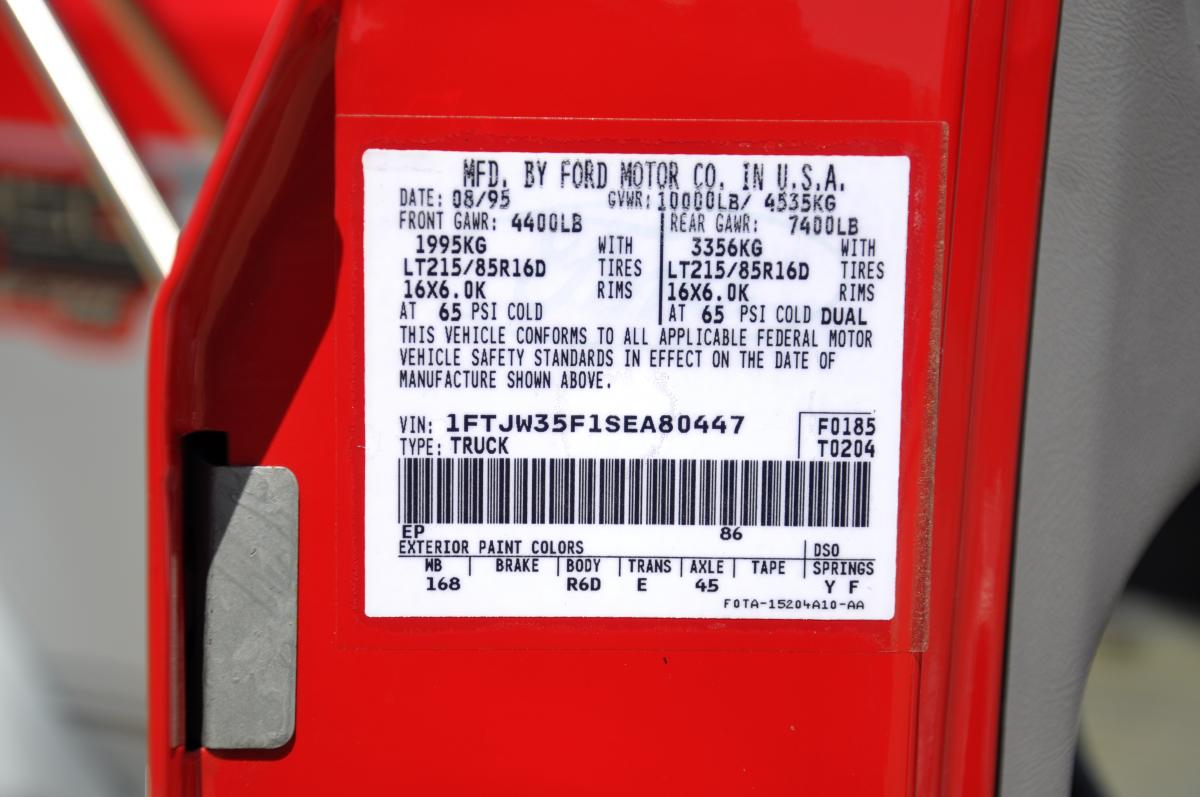 MFD. BY FORD MOTOR CO. IN U.S.A.
DATE: 08/95 GVWR: 10000LB/ 4535KG
FRONT GAWR: 4400LB REAR GAWR: 7400LB
1995KG WITH 3356KG WITH
LT215/85R16D TIRES LT215/85R16D TIRES
16X6.0K RIMS 16X6.0K RIMS
AT 65 PSI COLD AT 65 PSI COLD DUAL
THIS VEHICLE CONFORMS TO ALL APPLICABLE FEDERAL MOTOR
VEHICLE SAFETY STANDARDS IN EFFECT ON THE DATE OF
MANUFACTURE SHOWN ABOVE.
VIN: 1FTJW35F1SEA80447 F0185
TYPE: TRUCK T0204
EP 86
EXTERIOR PAINT COLORS DSO
WB BRAKE BODY TRANS AXLE TAPE SPRINGS
168 R6D E 45 Y F
F0TA-15204A10-AA